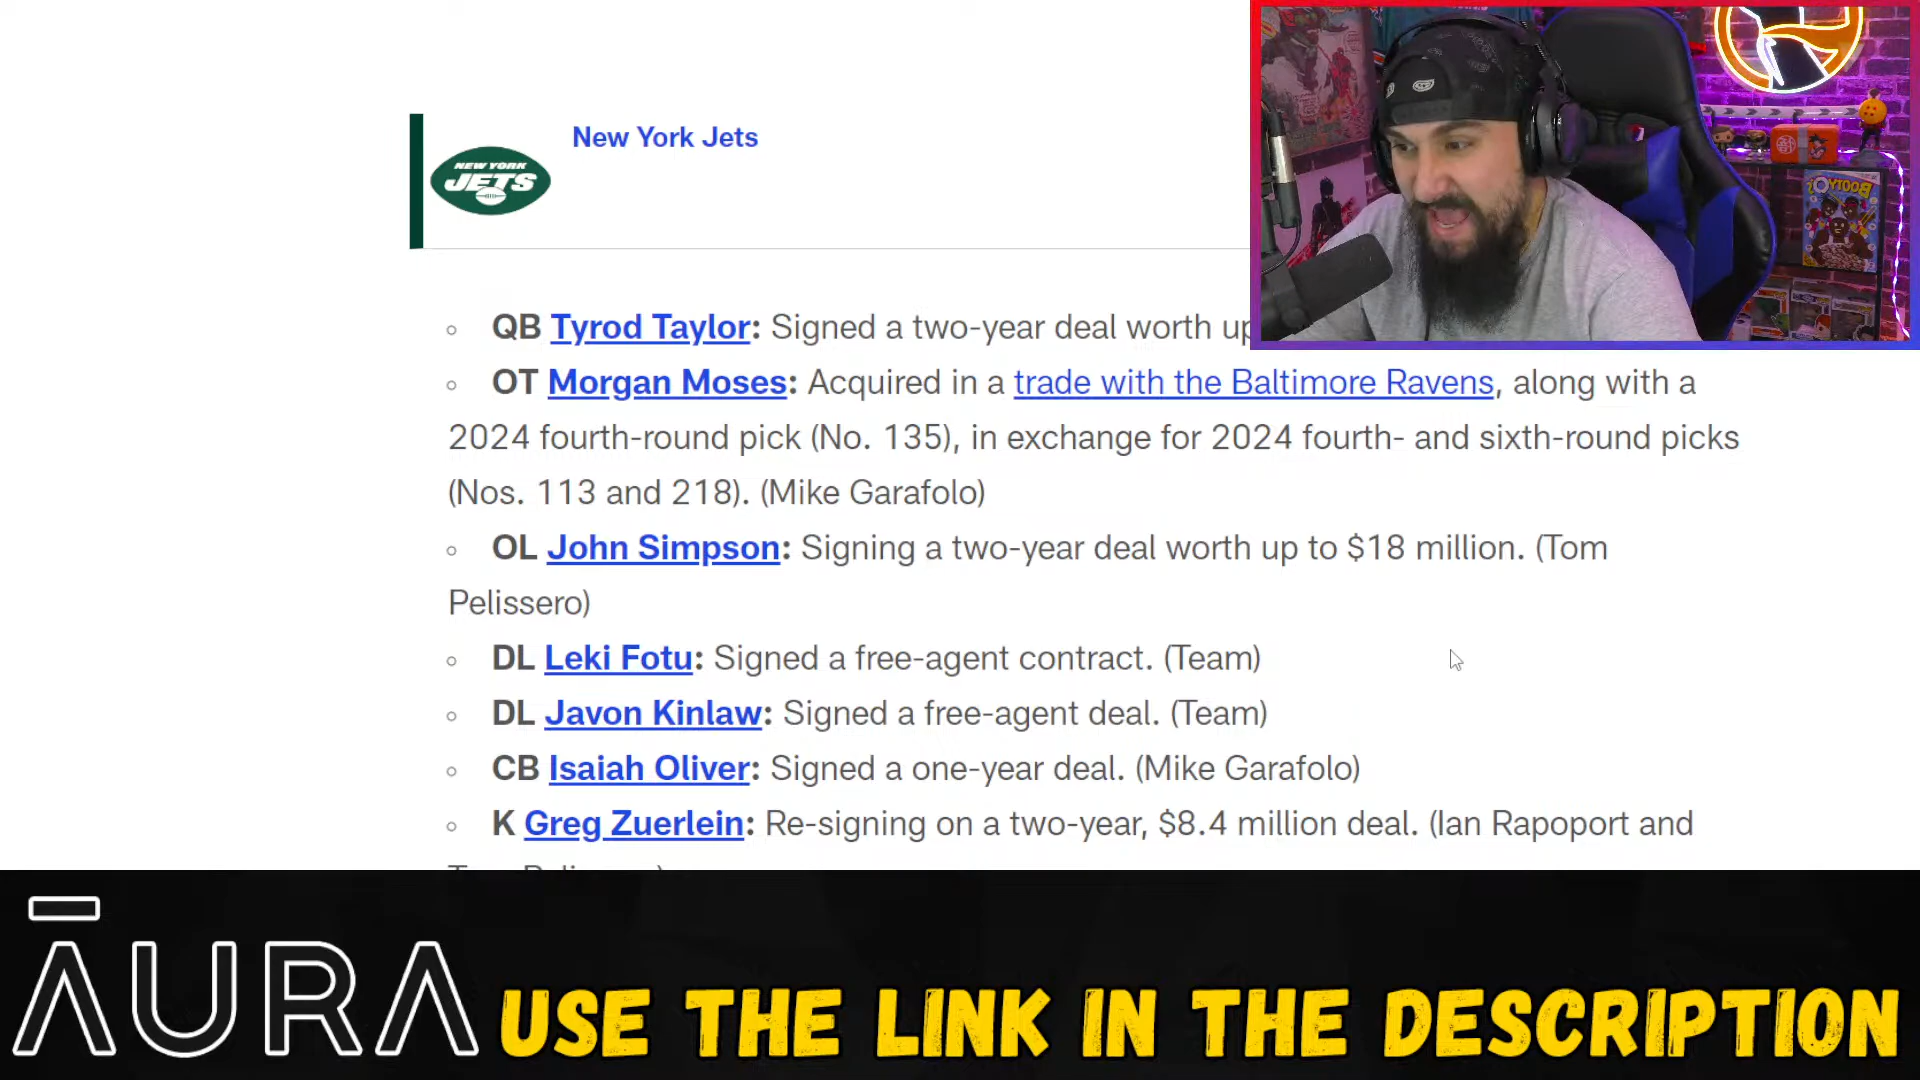 New York Jets
NEW YORK
JETS
QB Tyrod Taylor: Signed a two-year deal worth up
OT Morgan Moses: Acquired in a trade with the Baltimore Ravens, along with a
2024 fourth-round pick (No. 135), in exchange for 2024 fourth- and sixth-round picks
(Nos. 113 and 218). (Mike Garafolo)
OL John Simpson: Signing a two-year deal worth up to $18 million. (Tom
Pelissero)
DL Leki Fotu: Signed a free-agent contract. (Team)
DL Javon Kinlaw: Signed a free-agent deal. (Team)
CB Isaiah Oliver: Signed a one-year deal. (Mike Garafolo)
K Greg Zuerlein: Re-signing on a two-year, $8.4 million deal. (Ian Rapoport and
ĀURA USE THE LINK IN THE DESCRIPTION